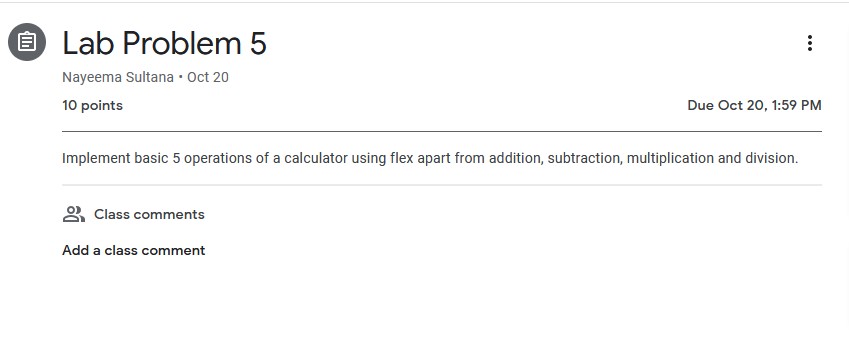 Lab Problem 5
Nayeema Sultana • Oct 20
10 points
Due Oct 20, 1:59 PM
Implement basic 5 operations of a calculator using flex apart from addition, subtraction, multiplication and division.
Class comments
Add a class comment